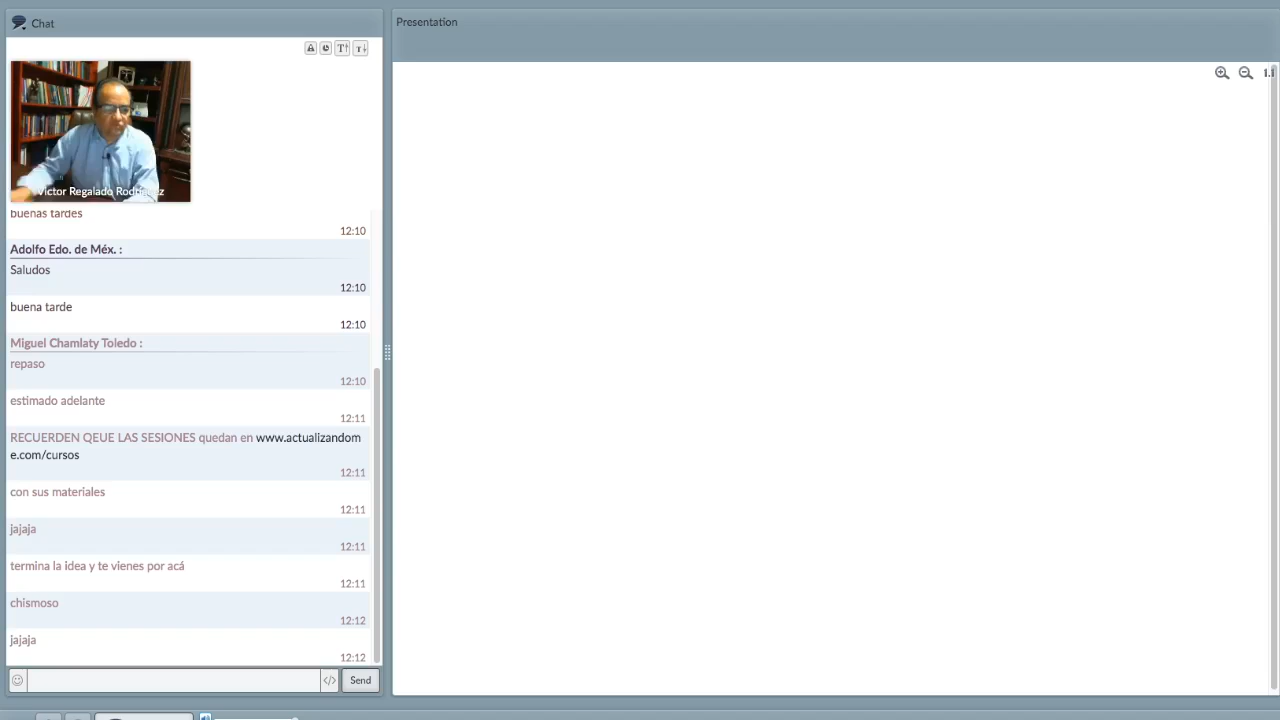 Chat
Presentation
Victor Regalado Rodríguez
buenas tardes
12:10
Adolfo Edo. de Méx. :
Saludos
12:10
buena tarde
12:10
Miguel Chamlaty Toledo :
repaso
12:10
estimado adelante
12:11
RECUERDEN QEUE LAS SESIONES quedan en www.actualizandom
e.com/cursos
12:11
con sus materiales
12:11
jajaja
12:11
termina la idea y te vienes por acá
12:11
chismoso
12:12
jajaja
12:12
Send